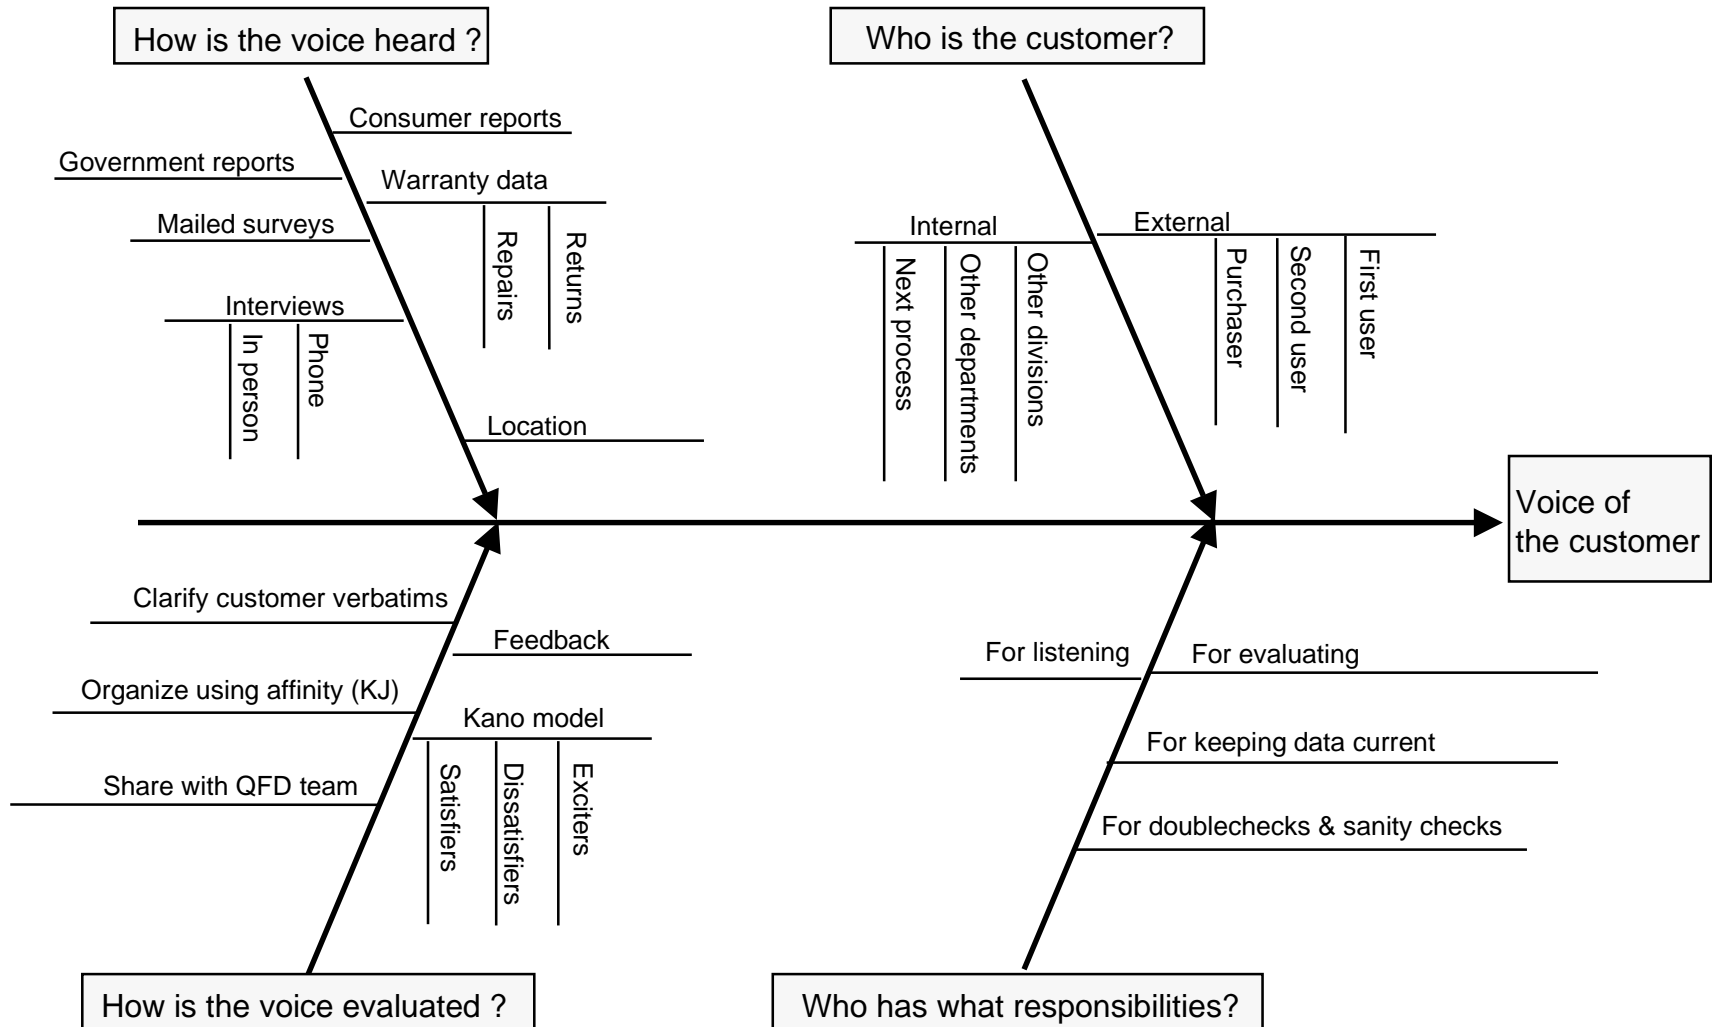 How is the voice heard ?
Who is the customer?
Consumer reports
Government reports
Warranty data
Repairs
Returns
Mailed surveys
Interviews
In person
Phone
Location
Internal
Next process
Other departments
Other divisions
External
Purchaser
Second user
First user
Voice of
the customer
Clarify customer verbatims
Feedback
Organize using affinity (KJ)
Kano model
Satisfiers
Dissatisfiers
Exciters
Share with QFD team
For listening
For evaluating
For keeping data current
For doublechecks & sanity checks
How is the voice evaluated ?
Who has what responsibilities?